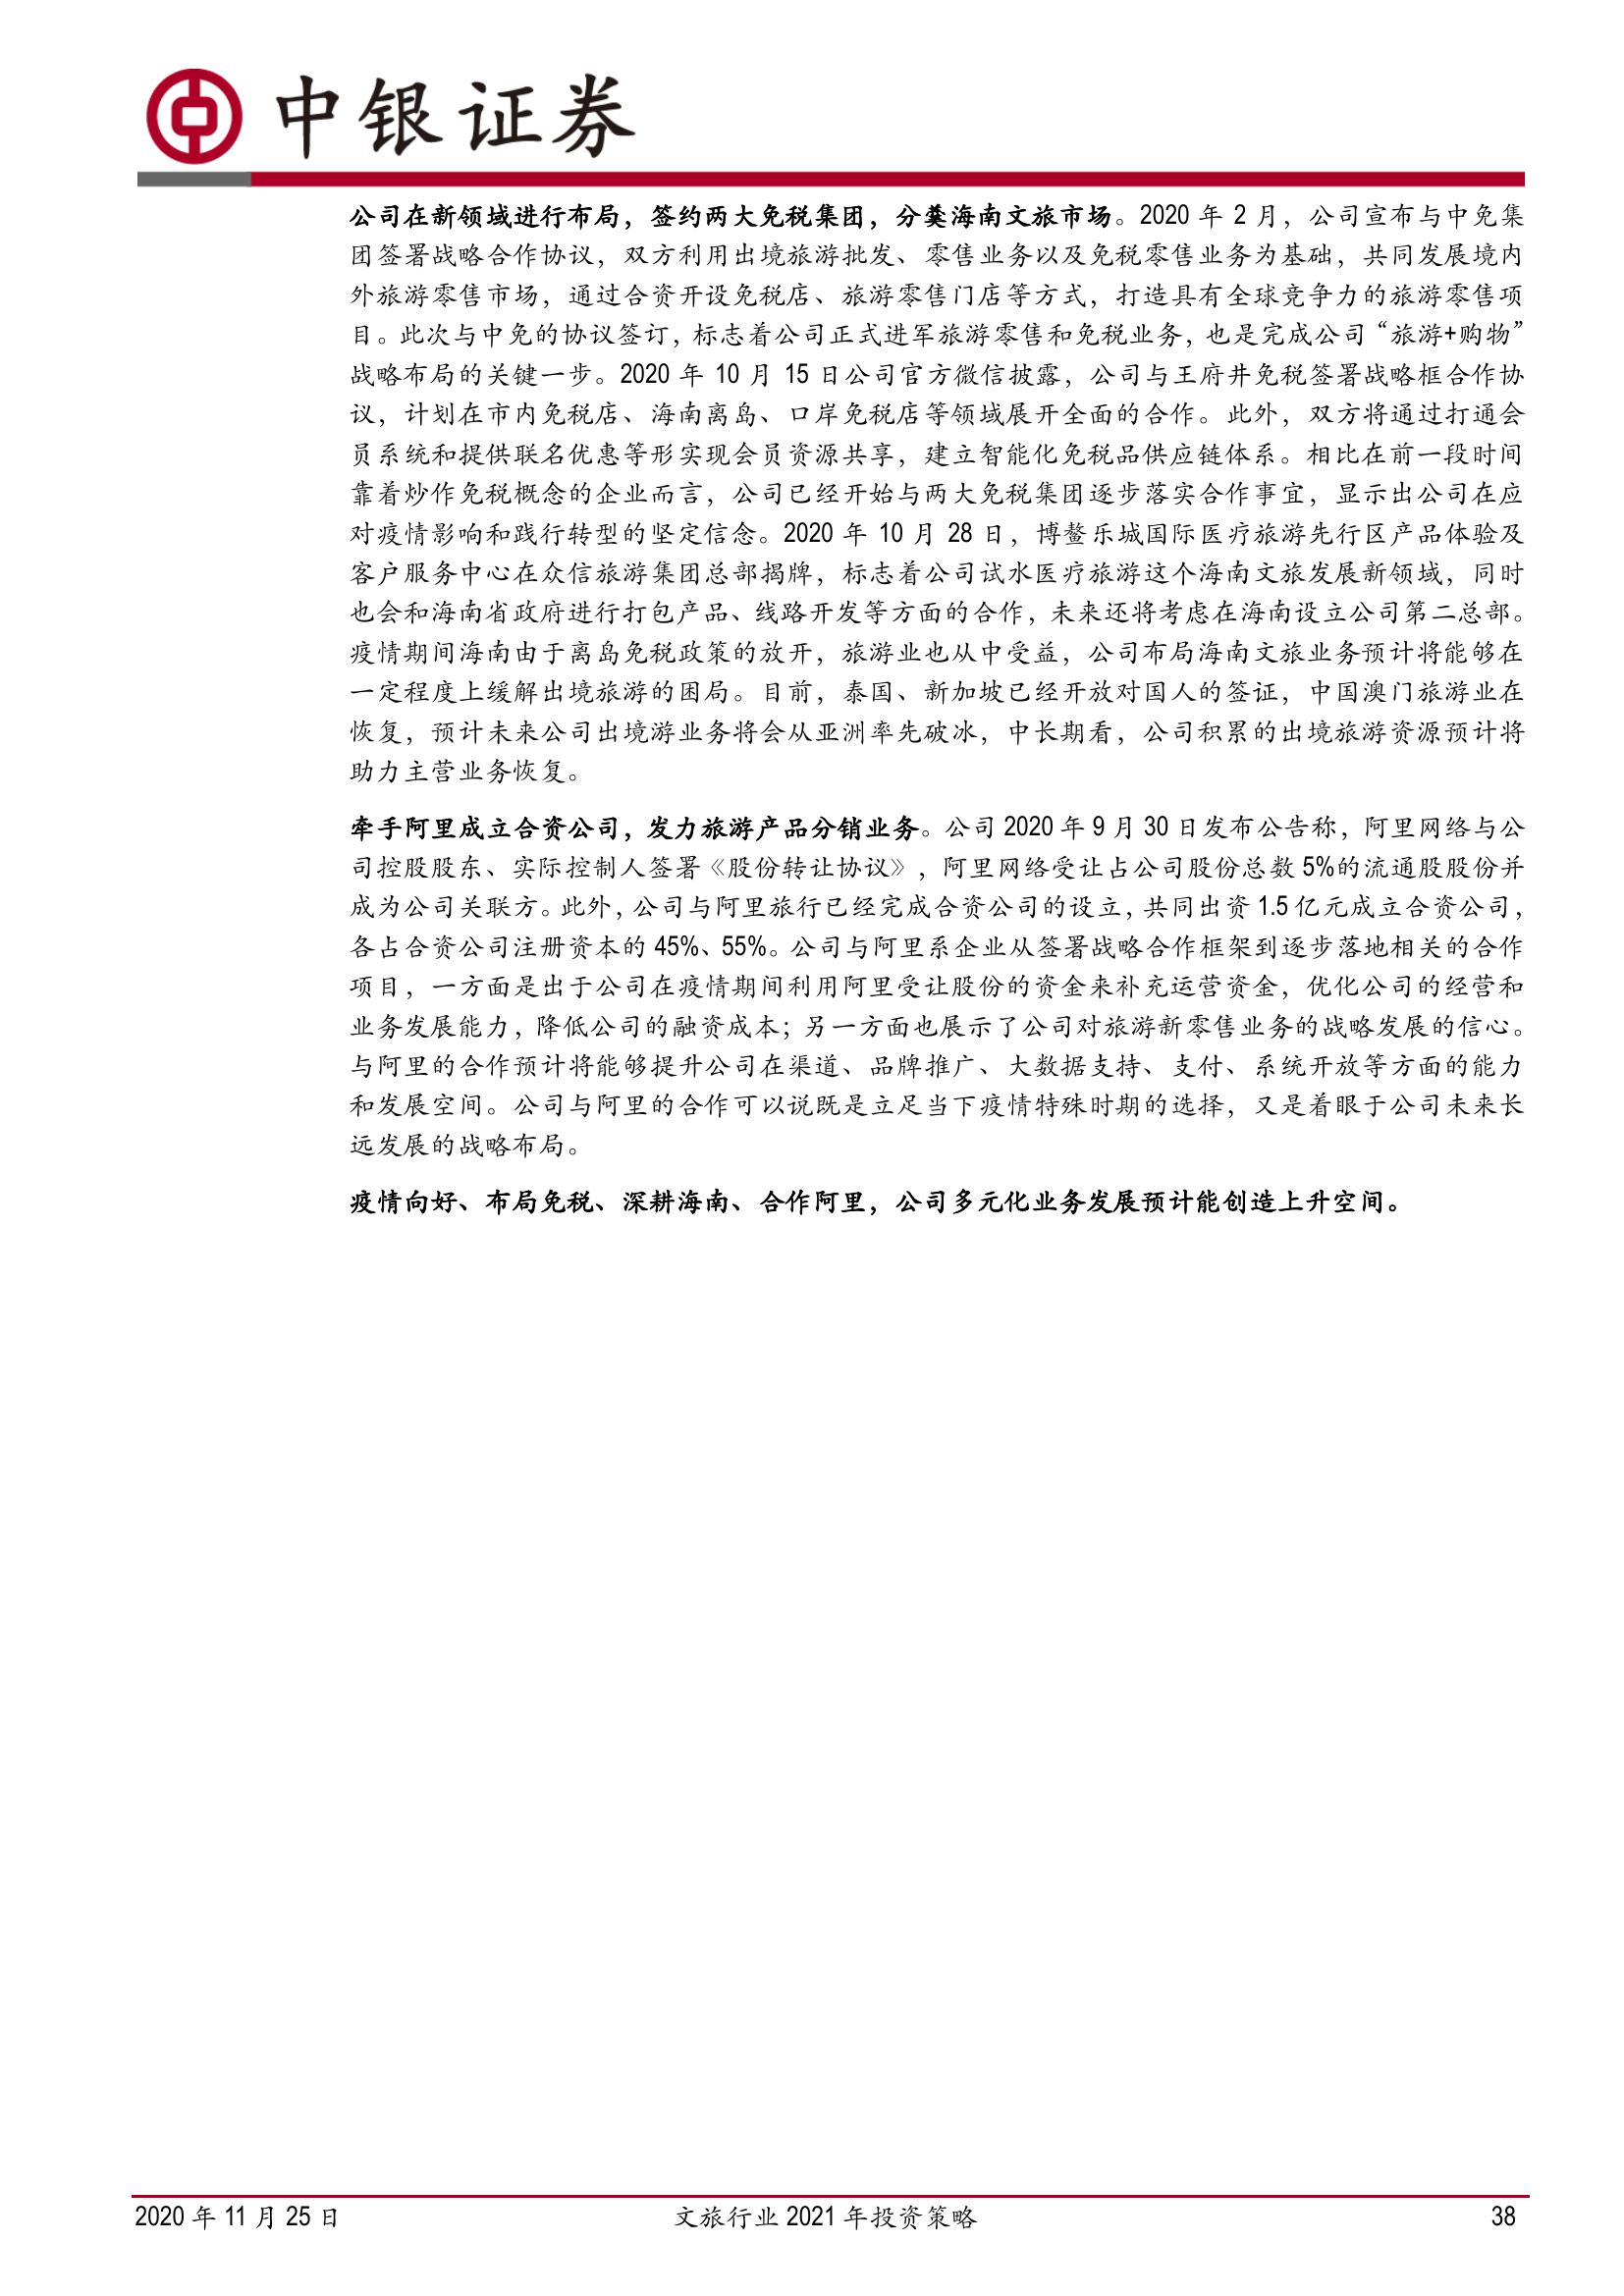 中银证券
公司在新领域进行布局，签约两大免税集团，分羹海南文旅市场。2020 年 2 月，公司宣布与中免集
团签署战略合作协议，双方利用出境旅游批发、零售业务以及免税零售业务为基础，共同发展境内
外旅游零售市场，通过合资开设免税店、旅游零售门店等方式，打造具有全球竞争力的旅游零售项
目。此次与中免的协议签订，标志着公司正式进军旅游零售和免税业务，也是完成公司“旅游+购物”
战略布局的关键一步。2020 年 10 月 15 日公司官方微信披露，公司与王府井免税签署战略框合作协
议，计划在市内免税店、海南离岛、口岸免税店等领域展开全面的合作。此外，双方将通过打通会
员系统和提供联名优惠等形实现会员资源共享，建立智能化免税品供应链体系。相比在前一段时间
靠着炒作免税概念的企业而言，公司已经开始与两大免税集团逐步落实合作事宜，显示出公司在应
对疫情影响和践行转型的坚定信念。2020 年 10 月 28 日，博鳌乐城国际医疗旅游先行区产品体验及
客户服务中心在众信旅游集团总部揭牌，标志着公司试水医疗旅游这个海南文旅发展新领域，同时
也会和海南省政府进行打包产品、线路开发等方面的合作，未来还将考虑在海南设立公司第二总部。
疫情期间海南由于离岛免税政策的放开，旅游业也从中受益，公司布局海南文旅业务预计将能够在
一定程度上缓解出境旅游的困局。目前，泰国、新加坡已经开放对国人的签证，中国澳门旅游业在
恢复，预计未来公司出境游业务将会从亚洲率先破冰，中长期看，公司积累的出境旅游资源预计将
助力主营业务恢复。
牵手阿里成立合资公司，发力旅游产品分销业务。公司 2020 年 9 月 30 日发布公告称，阿里网络与公
司控股股东、实际控制人签署《股份转让协议》，阿里网络受让占公司股份总数 5%的流通股股份并
成为公司关联方。此外，公司与阿里旅行已经完成合资公司的设立，共同出资 1.5 亿元成立合资公司，
各占合资公司注册资本的 45%、55%。公司与阿里系企业从签署战略合作框架到逐步落地相关的合作
项目，一方面是出于公司在疫情期间利用阿里受让股份的资金来补充运营资金，优化公司的经营和
业务发展能力，降低公司的融资成本；另一方面也展示了公司对旅游新零售业务的战略发展的信心。
与阿里的合作预计将能够提升公司在渠道、品牌推广、大数据支持、支付、系统开放等方面的能力
和发展空间。公司与阿里的合作可以说既是立足当下疫情特殊时期的选择，又是着眼于公司未来长
远发展的战略布局。
疫情向好、布局免税、深耕海南、合作阿里，公司多元化业务发展预计能创造上升空间。
2020 年 11 月 25 日 文旅行业 2021 年投资策略 38